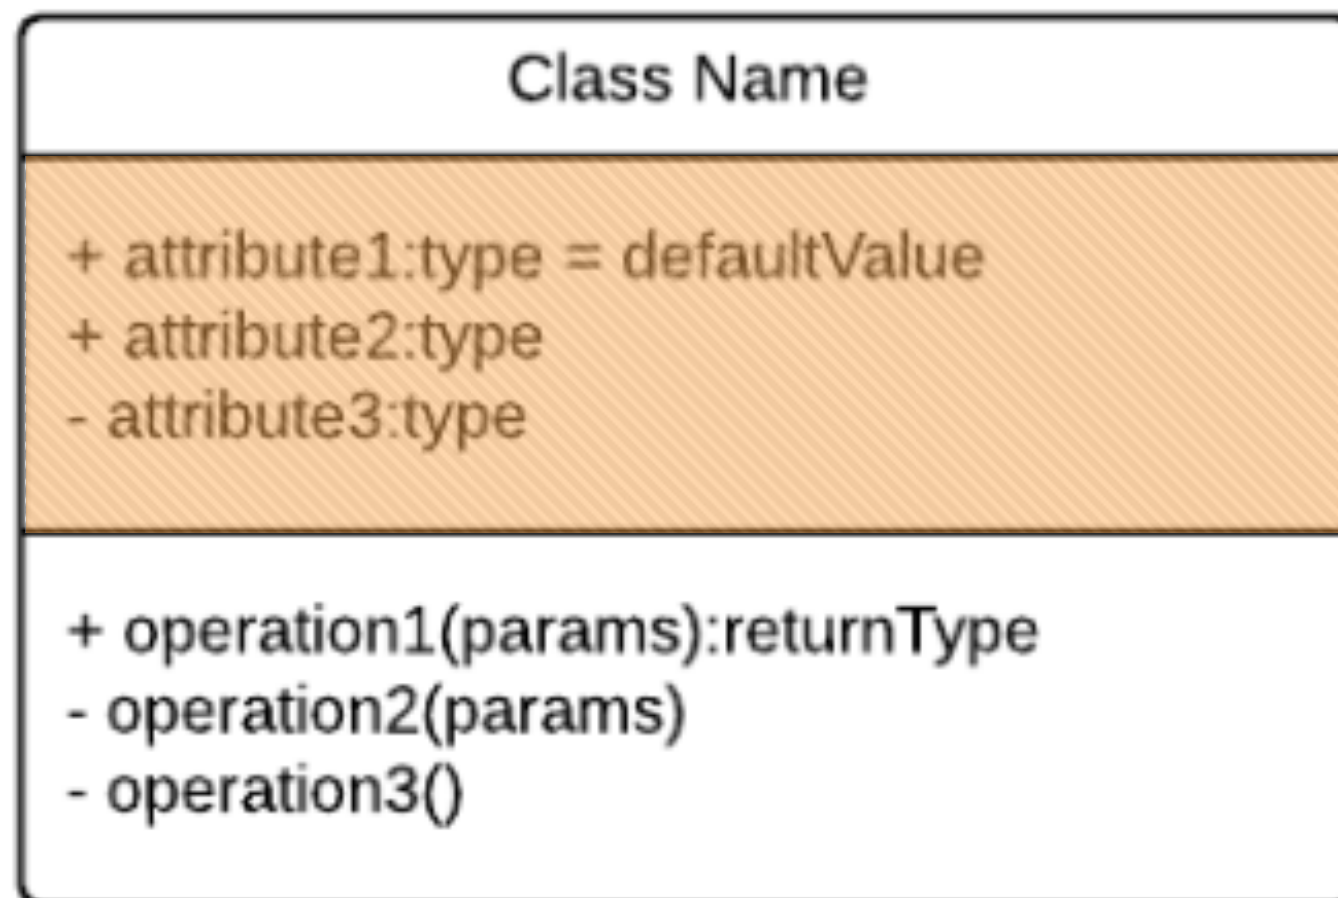 Class Name
+ attribute1:type = defaultValue
+ attribute2:type
- attribute3:type
+ operation1(params):returnType
- operation2(params)
- operation3()